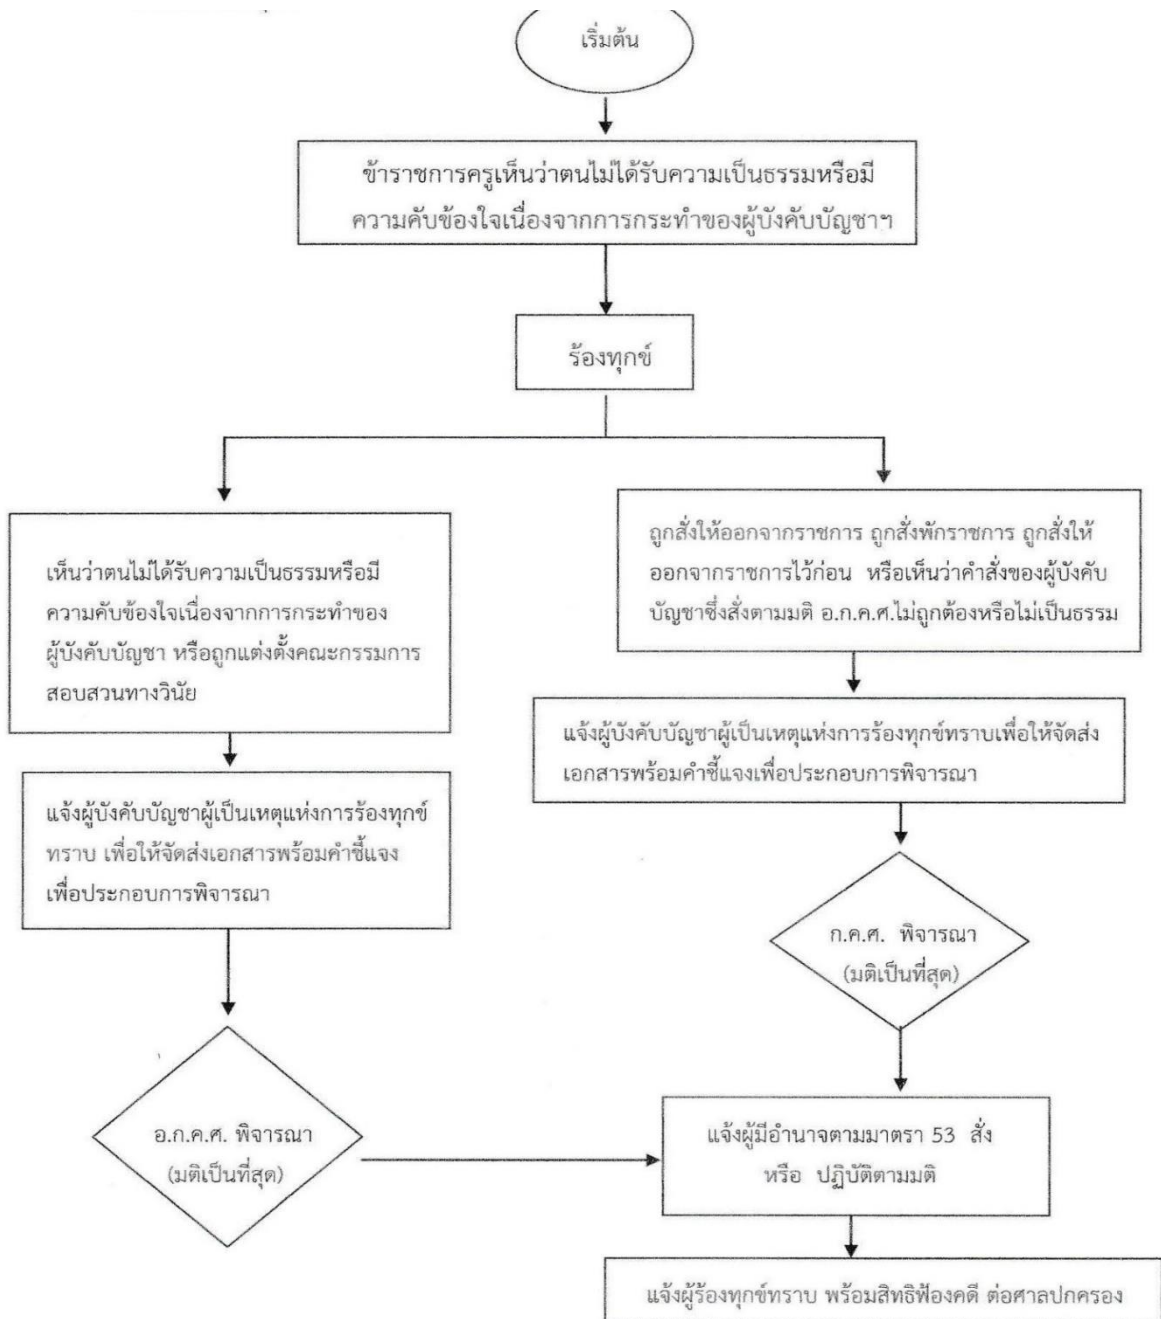 เริ่มต้น
ข้าราชการครูเห็นว่าตนไม่ได้รับความเป็นธรรมหรือมี
ความคับข้องใจเนื่องจากการกระทำของผู้บังคับบัญชาฯ
ร้องทุกข์
เห็นว่าตนไม่ได้รับความเป็นธรรมหรือมี
ความคับข้องใจเนื่องจากการกระทำของ
ผู้บังคับบัญชา หรือถูกแต่งตั้งคณะกรรมการ
สอบสวนทางวินัย
ถูกสั่งให้ออกจากราชการ ถูกสั่งพักราชการ ถูกสั่งให้
ออกจากราชการไว้ก่อน หรือเห็นว่าคำสั่งของผู้บังคับ
บัญชาซึ่งสั่งตามมติ อ.ก.ค.ศ.ไม่ถูกต้องหรือไม่เป็นธรรม
แจ้งผู้บังคับบัญชาผู้เป็นเหตุแห่งการร้องทุกข์
ทราบ เพื่อให้จัดส่งเอกสารพร้อมคำชี้แจง
เพื่อประกอบการพิจารณา
แจ้งผู้บังคับบัญชาผู้เป็นเหตุแห่งการร้องทุกข์ทราบเพื่อให้จัดส่ง
เอกสารพร้อมคำชี้แจงเพื่อประกอบการพิจารณา
ก.ค.ศ. พิจารณา
(มติเป็นที่สุด)
อ.ก.ค.ศ. พิจารณา
(มติเป็นที่สุด)
แจ้งผู้มีอำนาจตามมาตรา 53 สั่ง
หรือ ปฏิบัติตามมติ
แจ้งผู้ร้องทุกข์ทราบ พร้อมสิทธิฟ้องคดี ต่อศาลปกครอง